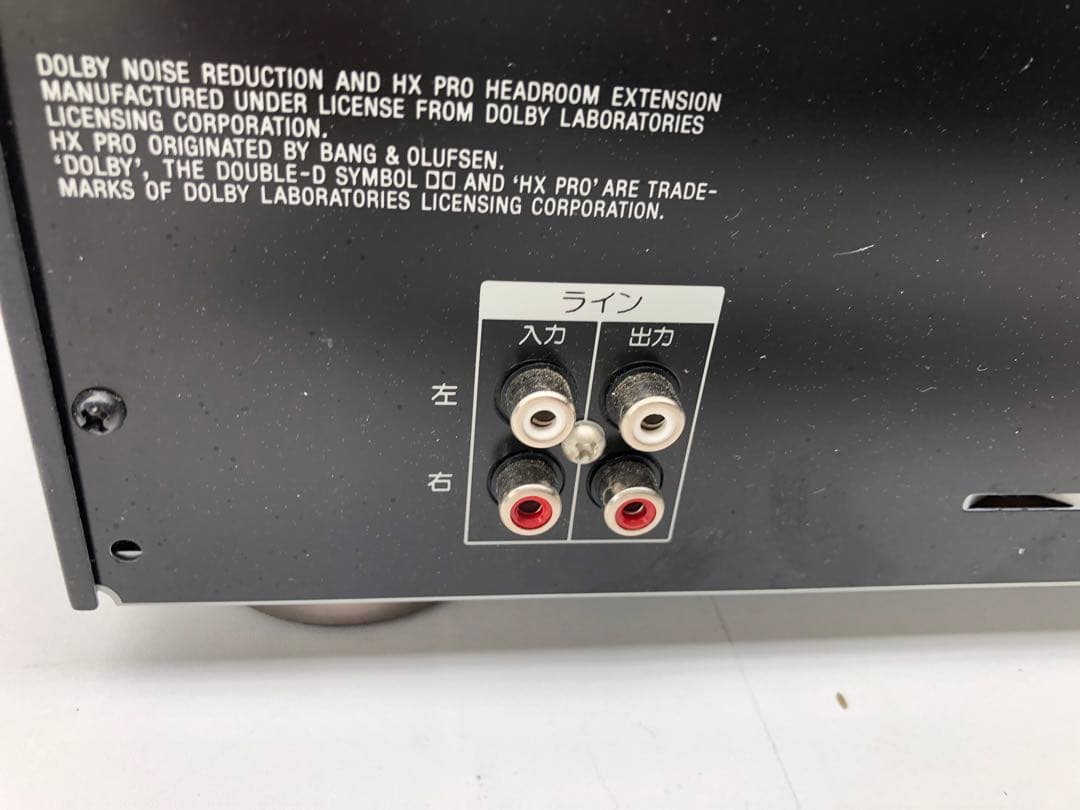 DOLBY NOISE REDUCTION AND HX PRO HEADROOM EXTENSION
MANUFACTURED UNDER LICENSE FROM DOLBY LABORATORIES
LICENSING CORPORATION.
HX PRO ORIGINATED BY BANG & OLUFSEN.
'DOLBY', THE DOUBLE-D SYMBOL AND 'HX PRO' ARE TRADE-
MARKS OF DOLBY LABORATORIES LICENSING CORPORATION.
ライン
入力 出力
左
右